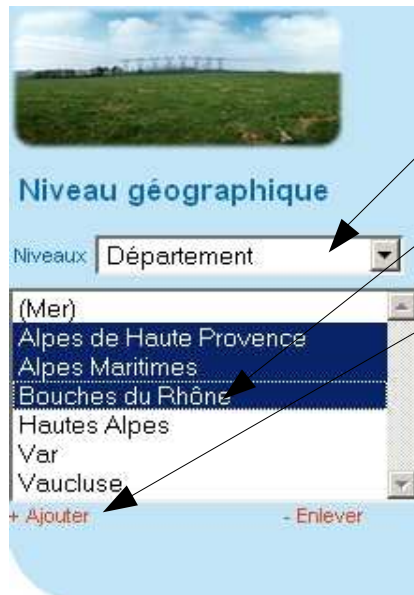 Niveau géographique
Niveaux Département
(Mer)
Alpes de Haute Provence
Alpes Maritimes
Bouches du Rhône
Hautes Alpes
Var
Vaucluse
+ Ajouter - Enlever